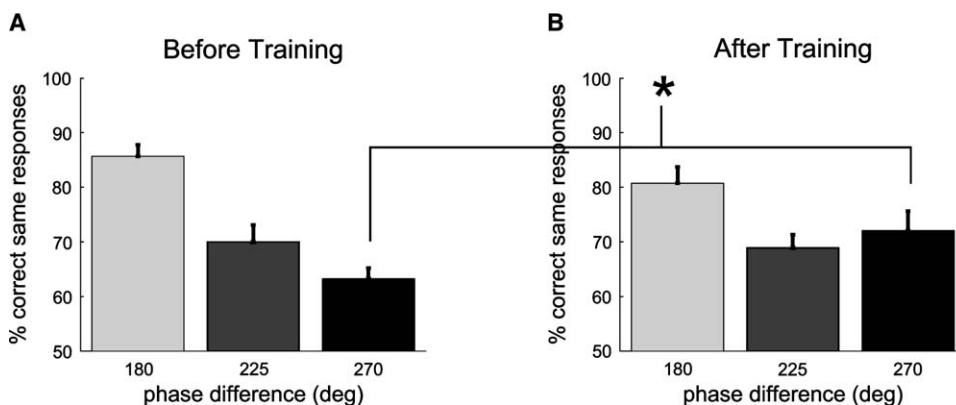 A
Before Training
% correct same responses
100
90
80
70
60
50
180 225 270
phase difference (deg)
B
After Training
*
% correct same responses
100
90
80
70
60
50
180 225 270
phase difference (deg)